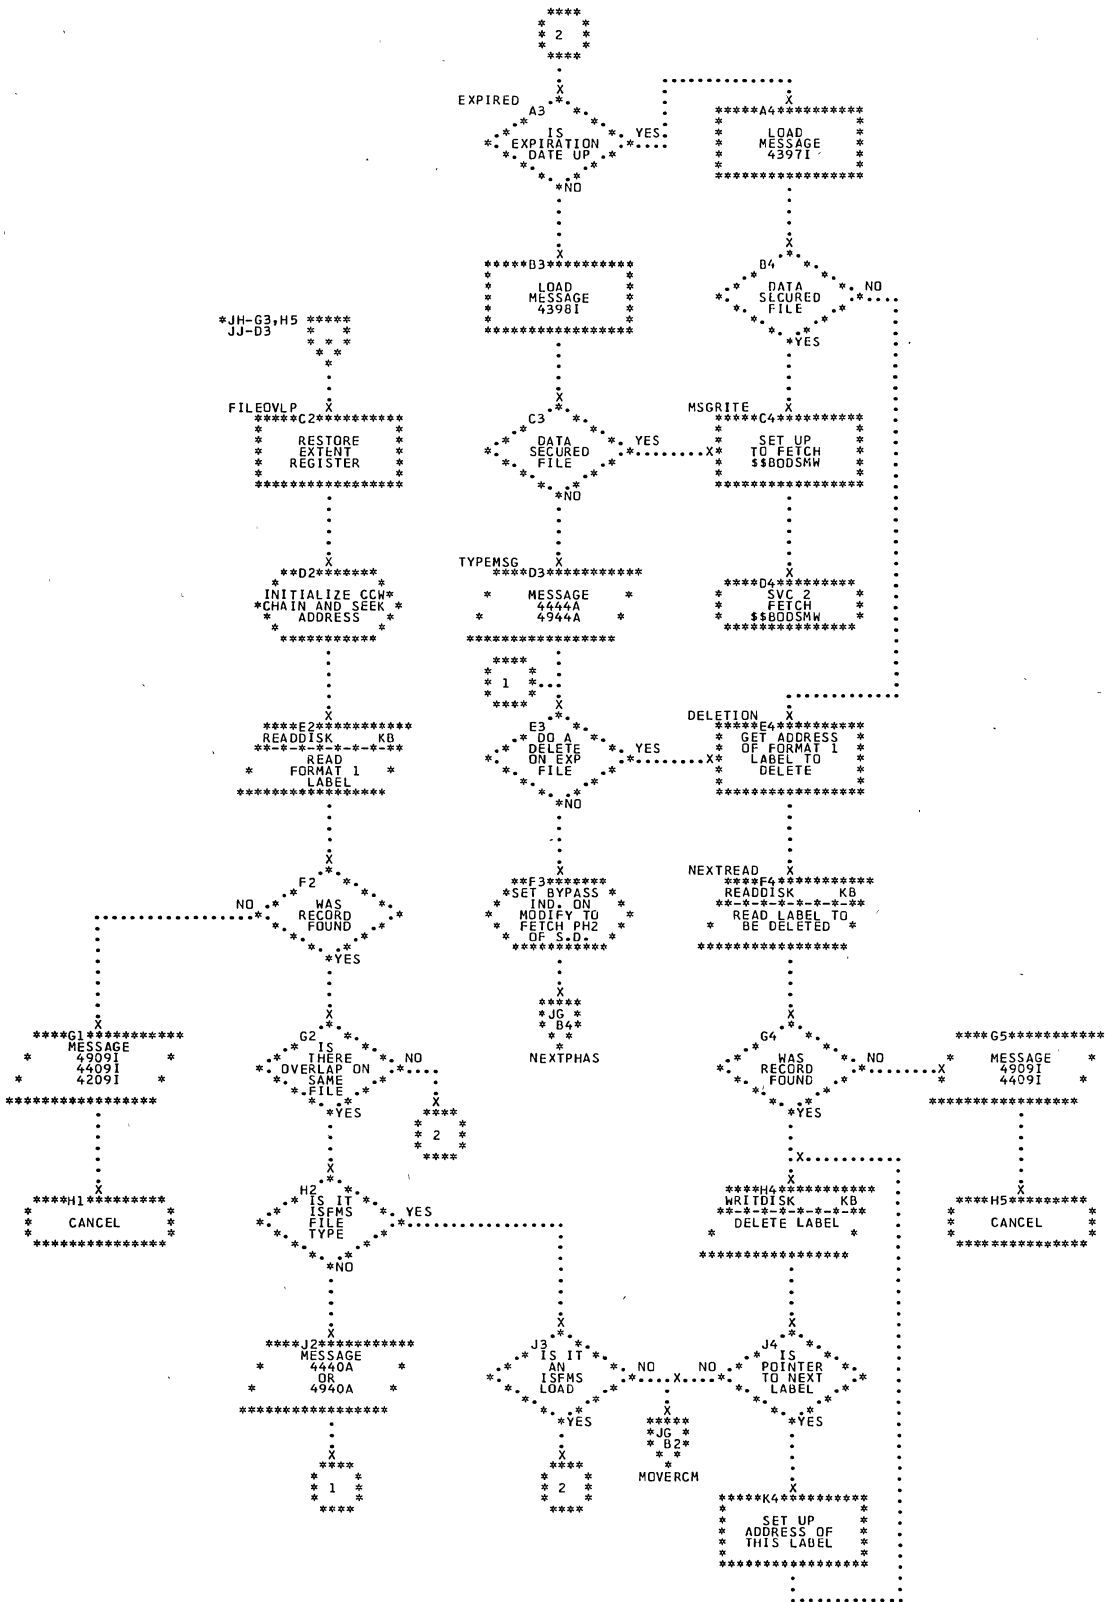 2
EXPIRED
A3
IS
EXPIRATION
DATE UP
YES
NO
A4
LOAD
MESSAGE
4397I
B3
LOAD
MESSAGE
4398I
B4
DATA
SECURED
FILE
NO
YES
*JH-G3,H5
JJ-D3
FILEOVLP
C2
RESTORE
EXTENT
REGISTER
C3
DATA
SECURED
FILE
YES
NO
MSGRITE
C4
SET UP
TO FETCH
$$BODSMW
D2
INITIALIZE CCW
CHAIN AND SEEK
ADDRESS
TYPEMSG
D3
MESSAGE
4444A
4944A
D4
SVC 2
FETCH
$$BODSMW
1
E2
READDISK KB
READ
FORMAT 1
LABEL
E3
DO A
DELETE
ON EXP
FILE
YES
NO
DELETION
E4
GET ADDRESS
OF FORMAT 1
LABEL TO
DELETE
F2
WAS
RECORD
FOUND
NO
YES
F3
SET BYPASS
IND. ON
MODIFY TO
FETCH PH2
OF S.D.
NEXTREAD
F4
READDISK KB
READ LABEL TO
BE DELETED
JG
B4
NEXTPHAS
G1
MESSAGE
4909I
4409I
4209I
G2
IS
THERE
OVERLAP ON
SAME
FILE
NO
YES
2
G4
WAS
RECORD
FOUND
NO
YES
G5
MESSAGE
4909I
4409I
H1
CANCEL
H2
IS IT
ISFMS
FILE
TYPE
YES
NO
H4
WRITDISK KB
DELETE LABEL
H5
CANCEL
J2
MESSAGE
4440A
OR
4940A
J3
IS IT
AN
ISFMS
LOAD
NO
YES
J4
IS
POINTER
TO NEXT
LABEL
NO
YES
JG
B2
MOVERCM
1
2
K4
SET UP
ADDRESS OF
THIS LABEL